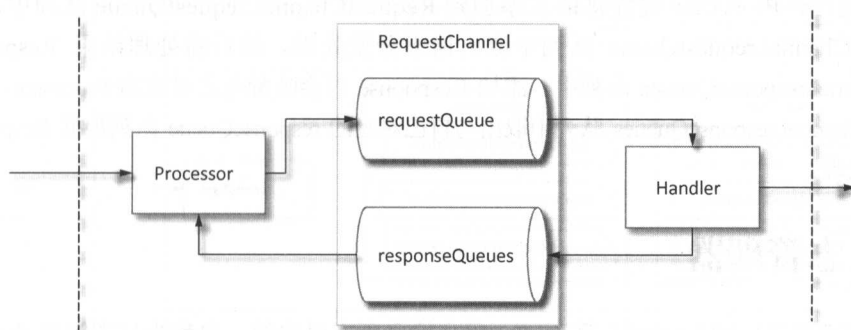 RequestChannel
requestQueue
Processor
Handler
responseQueues